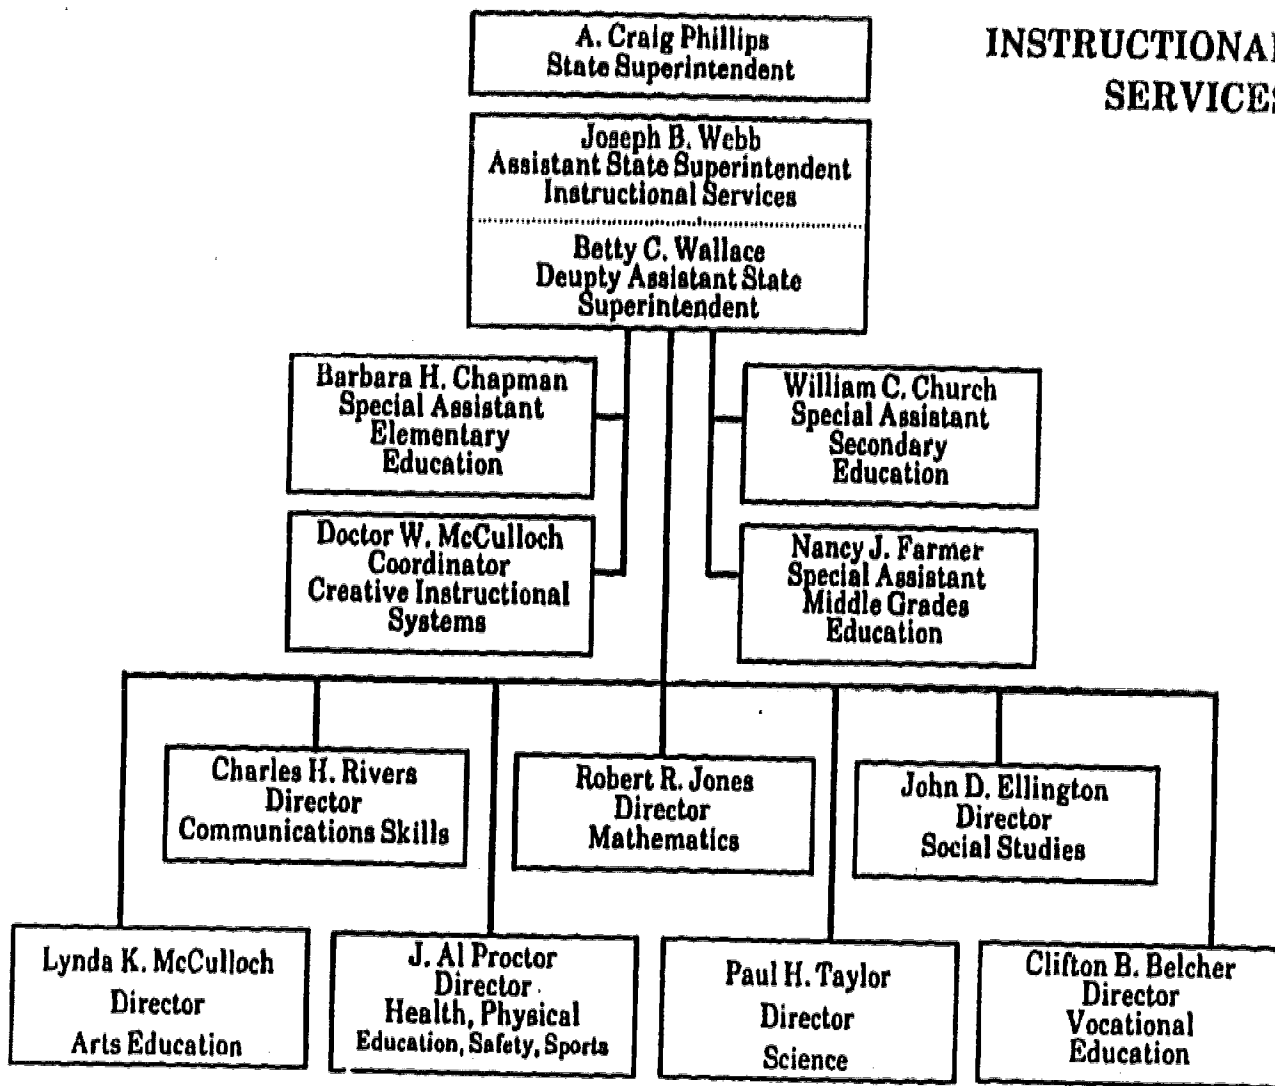 INSTRUCTIONAL
SERVICES
A. Craig Phillips
State Superintendent
Joseph B. Webb
Assistant State Superintendent
Instructional Services
Betty C. Wallace
Deupty Assistant State
Superintendent
Barbara H. Chapman
Special Assistant
Elementary
Education
William C. Church
Special Assistant
Secondary
Education
Doctor W. McCulloch
Coordinator
Creative Instructional
Systems
Nancy J. Farmer
Special Assistant
Middle Grades
Education
Charles H. Rivers
Director
Communications Skills
Robert R. Jones
Director
Mathematics
John D. Ellington
Director
Social Studies
Lynda K. McCulloch
Director
Arts Education
J. Al Proctor
Director
Health, Physical
Education, Safety, Sports
Paul H. Taylor
Director
Science
Clifton B. Belcher
Director
Vocational
Education